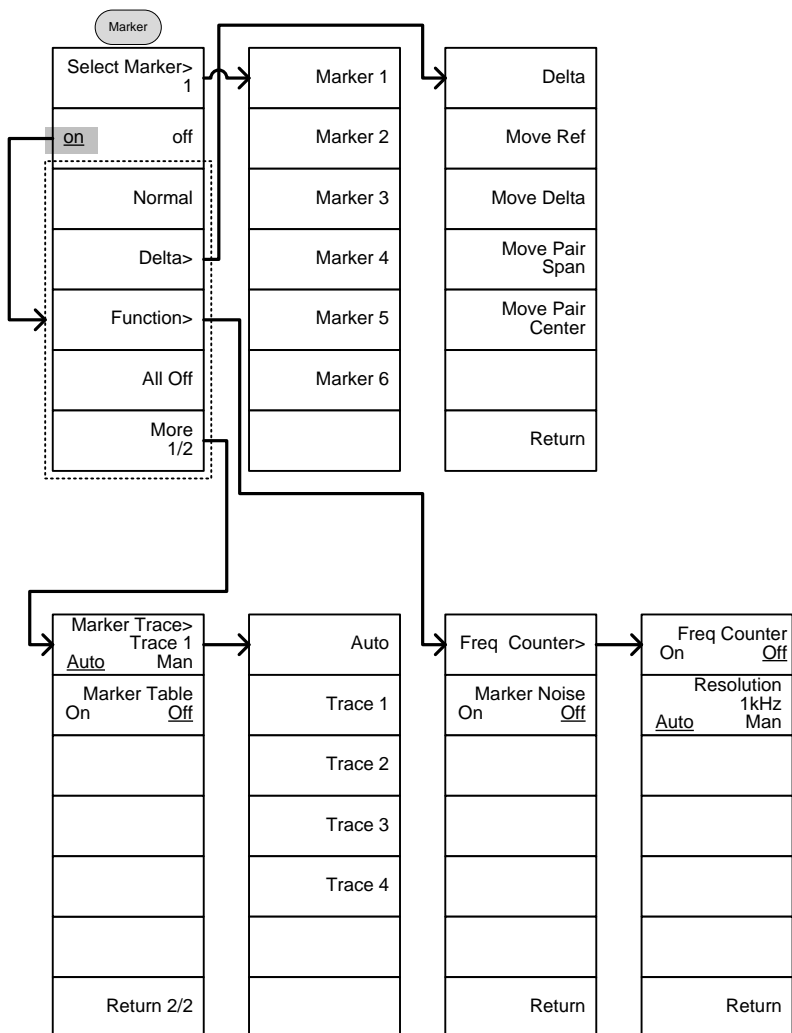 Marker
Select Marker>
1
on off
Normal
Delta>
Function>
All Off
More
1/2
Marker 1
Marker 2
Marker 3
Marker 4
Marker 5
Marker 6
Delta
Move Ref
Move Delta
Move Pair
Span
Move Pair
Center
Return
Marker Trace>
Trace 1
Auto Man
Marker Table
On Off
Return 2/2
Auto
Trace 1
Trace 2
Trace 3
Trace 4
Freq Counter>
Marker Noise
On Off
Return
Freq Counter
On Off
Resolution
1kHz
Auto Man
Return